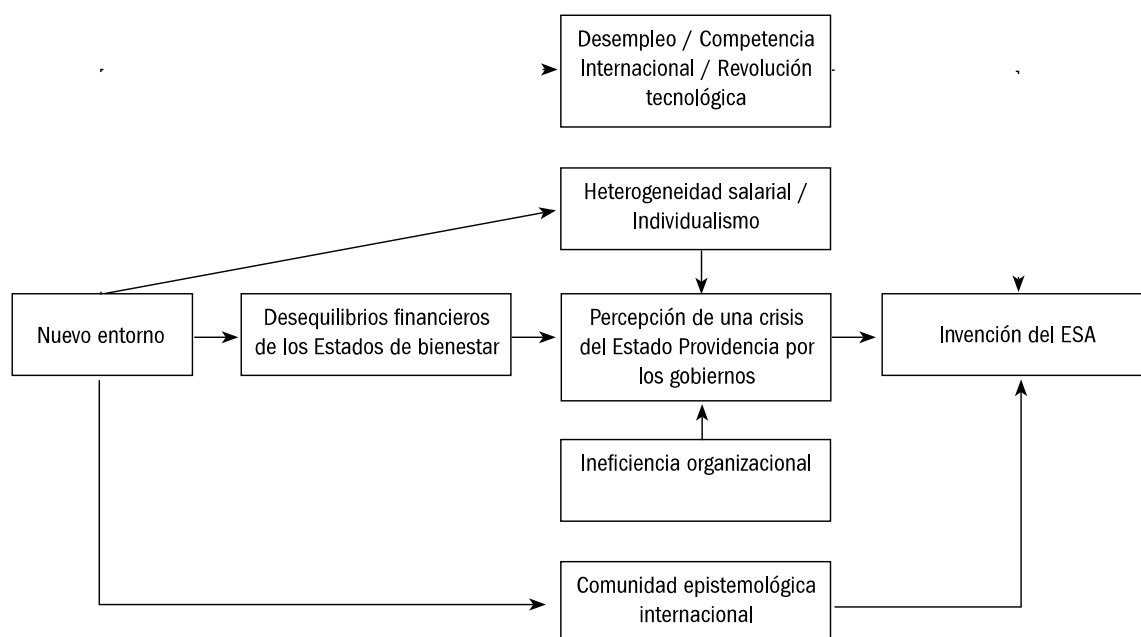 Desempleo / Competencia
Internacional / Revolución
tecnológica
Heterogeneidad salarial /
Individualismo
Nuevo entorno
Desequilibrios financieros
de los Estados de bienestar
Percepción de una crisis
del Estado Providencia por
los gobiernos
Invención del ESA
Ineficiencia organizacional
Comunidad epistemológica
internacional